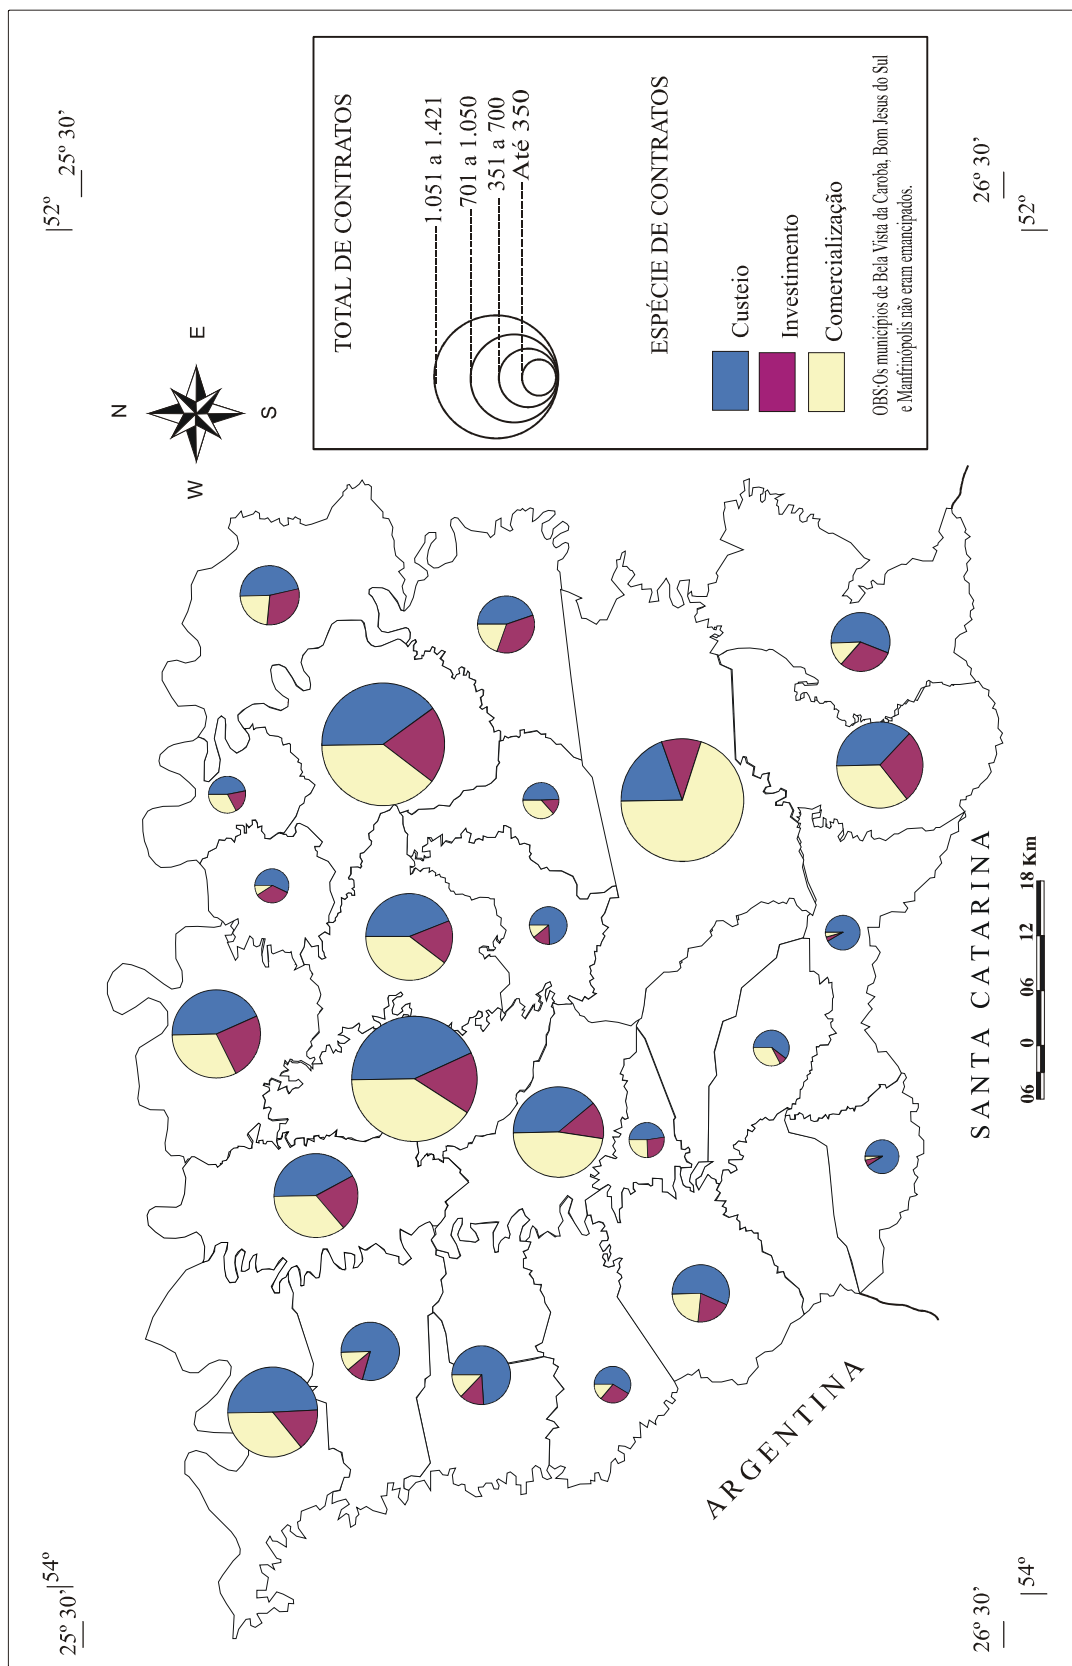 25º 30'
54º
52º
25º 30'
N
W
E
S
TOTAL DE CONTRATOS
1.051 a 1.421
701 a 1.050
351 a 700
Até 350
ESPÉCIE DE CONTRATOS
Custeio
Investimento
Comercialização
OBS:Os municípios de Bela Vista da Caroba, Bom Jesus do Sul
e Manfrinópolis não eram emancipados.
ARGENTINA
SANTA CATARINA
06 0 06 12 18 Km
26º 30'
54º
26º 30'
52º